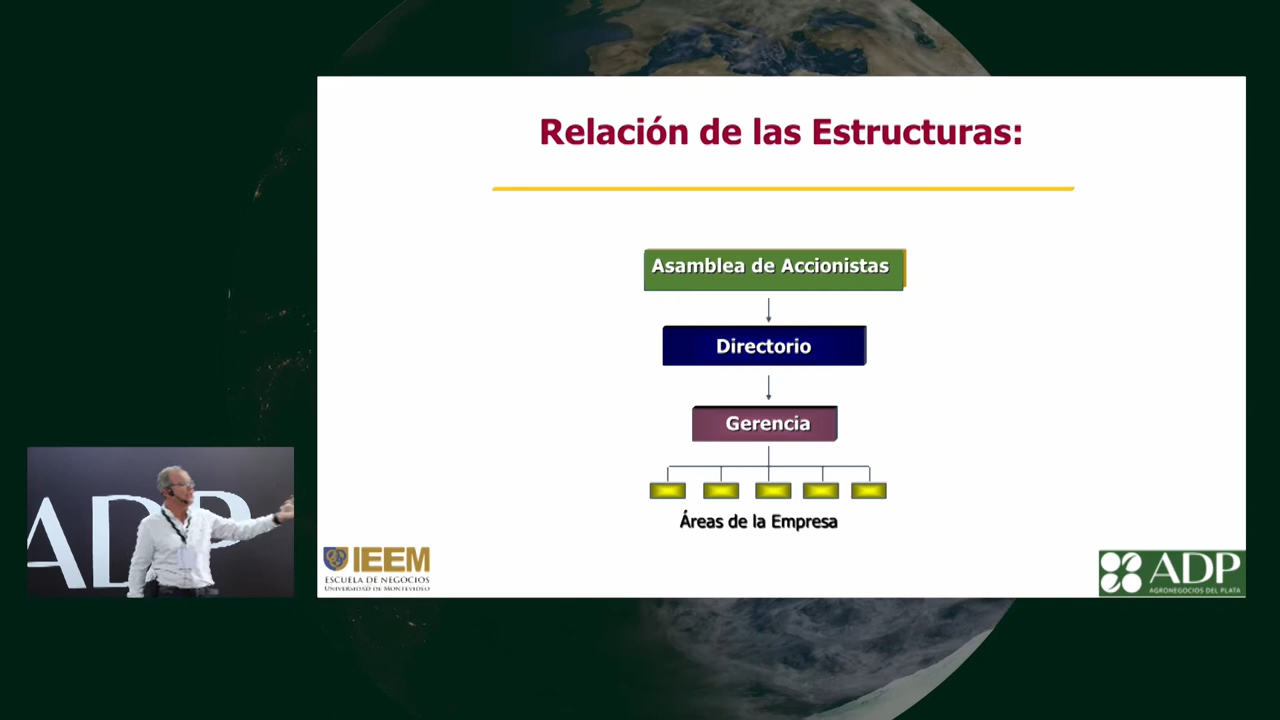 Relación de las Estructuras:
Asamblea de Accionistas
Directorio
Gerencia
Áreas de la Empresa
ADP
IEEM
ESCUELA DE NEGOCIOS
UNIVERSIDAD DE MONTEVIDEO
ADP
AGRONEGOCIOS DEL PLATA